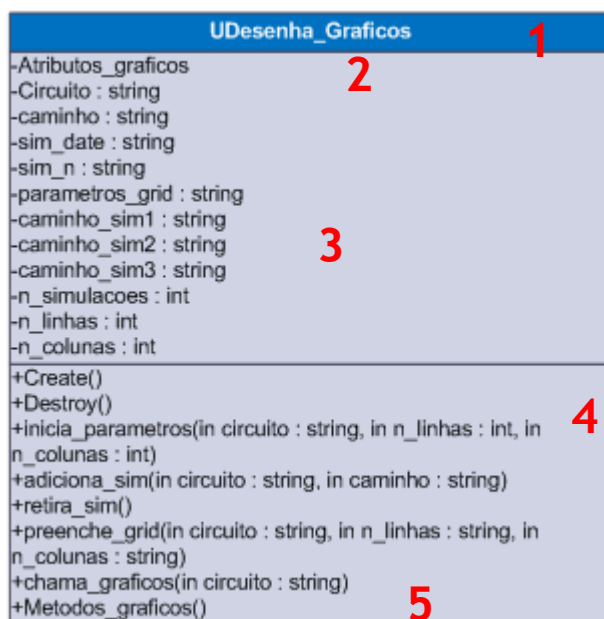 UDesenha_Graficos 1
-Atributos_graficos 2
-Circuito : string
-caminho : string
-sim_date : string
-sim_n : string
-parametros_grid : string
-caminho_sim1 : string
-caminho_sim2 : string 3
-caminho_sim3 : string
-n_simulacoes : int
-n_linhas : int
-n_colunas : int
+Create()
+Destroy() 4
+inicia_parametros(in circuito : string, in n_linhas : int, in
n_colunas : int)
+adiciona_sim(in circuito : string, in caminho : string)
+retira_sim()
+preenche_grid(in circuito : string, in n_linhas : string, in
n_colunas : string)
+chama_graficos(in circuito : string)
+Metodos_graficos() 5